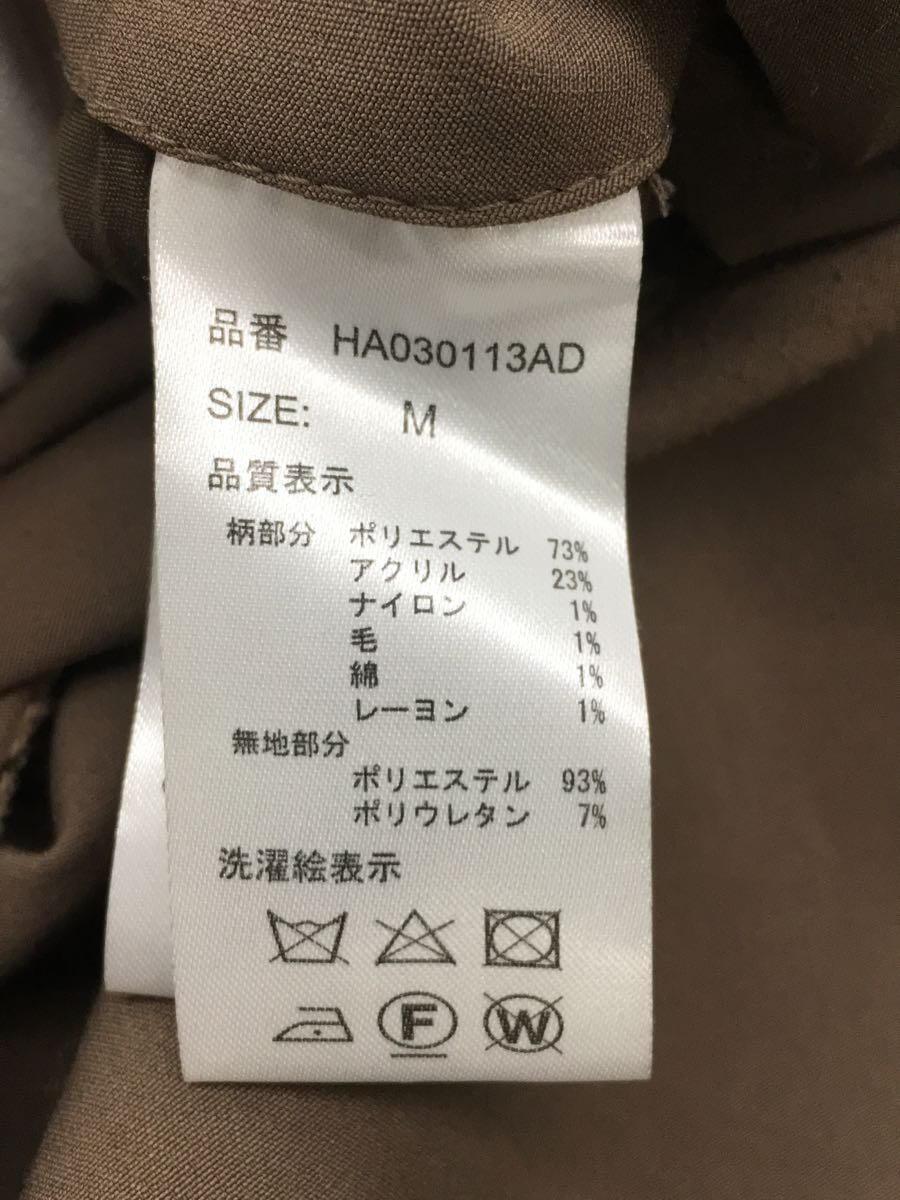 品番 HA030113AD
SIZE: M
品質表示
柄部分 ポリエステル 73%
アクリル 23%
ナイロン 1%
毛 1%
綿 1%
レーヨン 1%
無地部分
ポリエステル 93%
ポリウレタン 7%
洗濯絵表示
F W